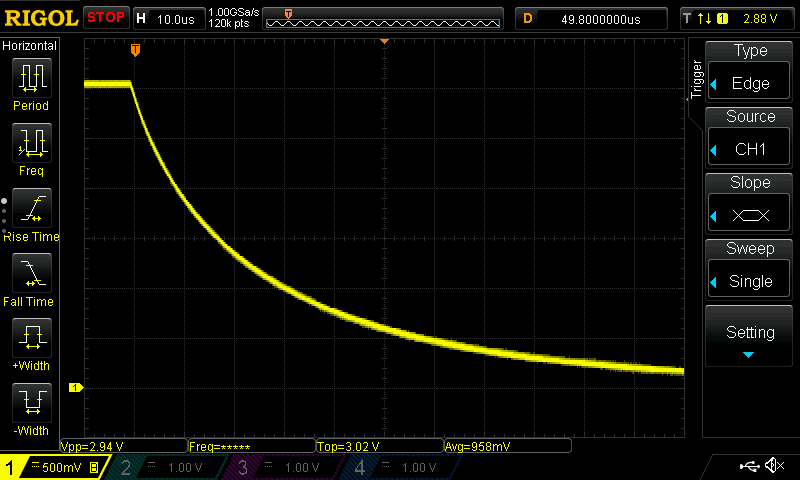 RIGOL STOP H 10.0us 1.00GSa/s 120k pts T D 49.8000000us T 1 2.88 V
Horizontal
Period
Freq
Rise Time
Fall Time
+Width
-Width
T
1
Trigger
Type
Edge
Source
CH1
Slope
Sweep
Single
Setting
Vpp=2.94 V Freq=***** Top=3.02 V Avg=958mV
1 500mV B 2 1.00 V 3 1.00 V 4 1.00 V